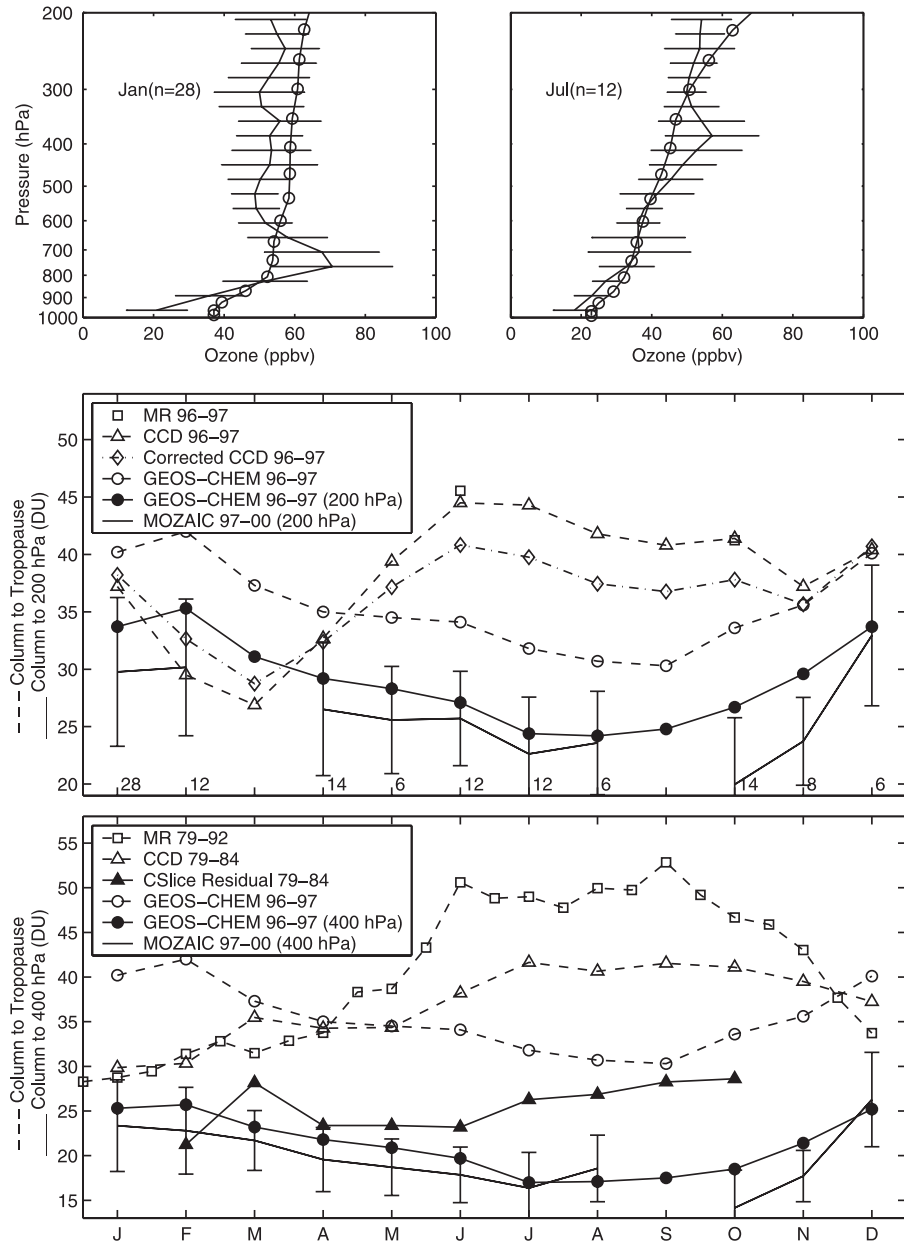 200
300
400
500
600
700
800
900
1000
Pressure (hPa)
Jan(n=28)
0 20 40 60 80 100
Ozone (ppbv)
Jul(n=12)
0 20 40 60 80 100
Ozone (ppbv)
50
45
40
35
30
25
20
Column to Tropopause
Column to 200 hPa (DU)
MR 96−97
CCD 96−97
Corrected CCD 96−97
GEOS−CHEM 96−97
GEOS−CHEM 96−97 (200 hPa)
MOZAIC 97−00 (200 hPa)
28 12 14 6 12 12 6 14 8 6
55
50
45
40
35
30
25
20
15
Column to Tropopause
Column to 400 hPa (DU)
MR 79−92
CCD 79−84
CSlice Residual 79−84
GEOS−CHEM 96−97
GEOS−CHEM 96−97 (400 hPa)
MOZAIC 97−00 (400 hPa)
J F M A M J J A S O N D